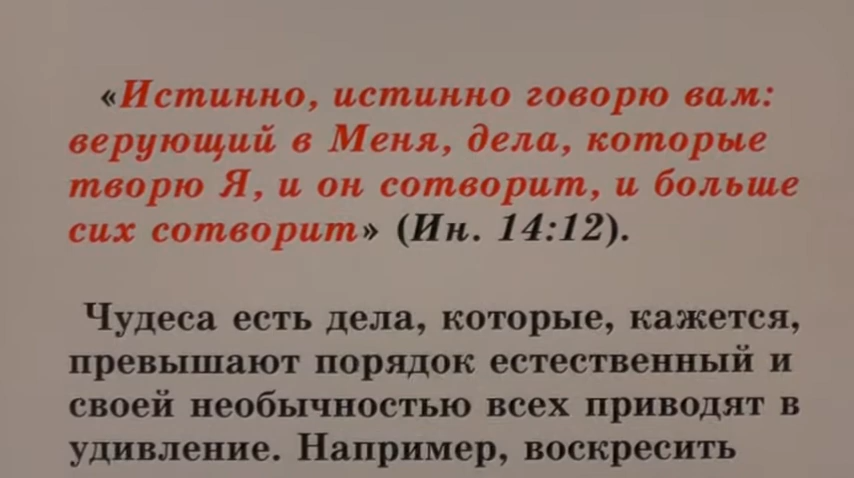 «Истинно, истинно говорю вам:
верующий в Меня, дела, которые
творю Я, и он сотворит, и больше
сих сотворит» (Ин. 14:12).
Чудеса есть дела, которые, кажется,
превышают порядок естественный и
своей необычностью всех приводят в
удивление. Например, воскресить